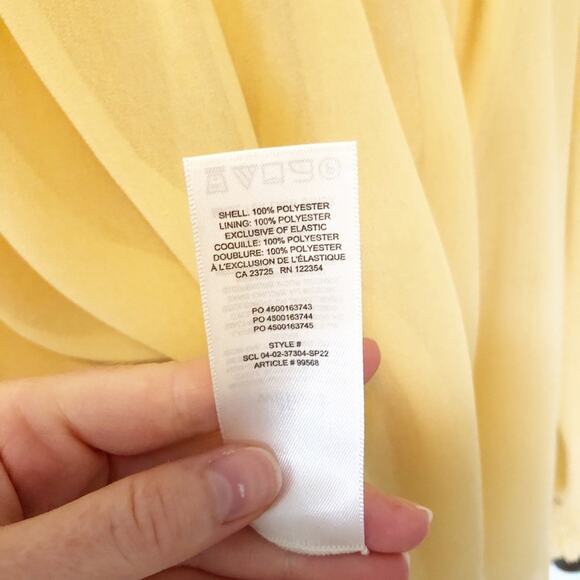 SHELL: 100% POLYESTER
LINING: 100% POLYESTER
EXCLUSIVE OF ELASTIC
COQUILLE: 100% POLYESTER
DOUBLURE: 100% POLYESTER
À L'EXCLUSION DE L'ÉLASTIQUE
CA 23725 RN 122354
PO 4500163743
PO 4500163744
PO 4500163745
STYLE #
SCL 04-02-37304-SP22
ARTICLE # 99568